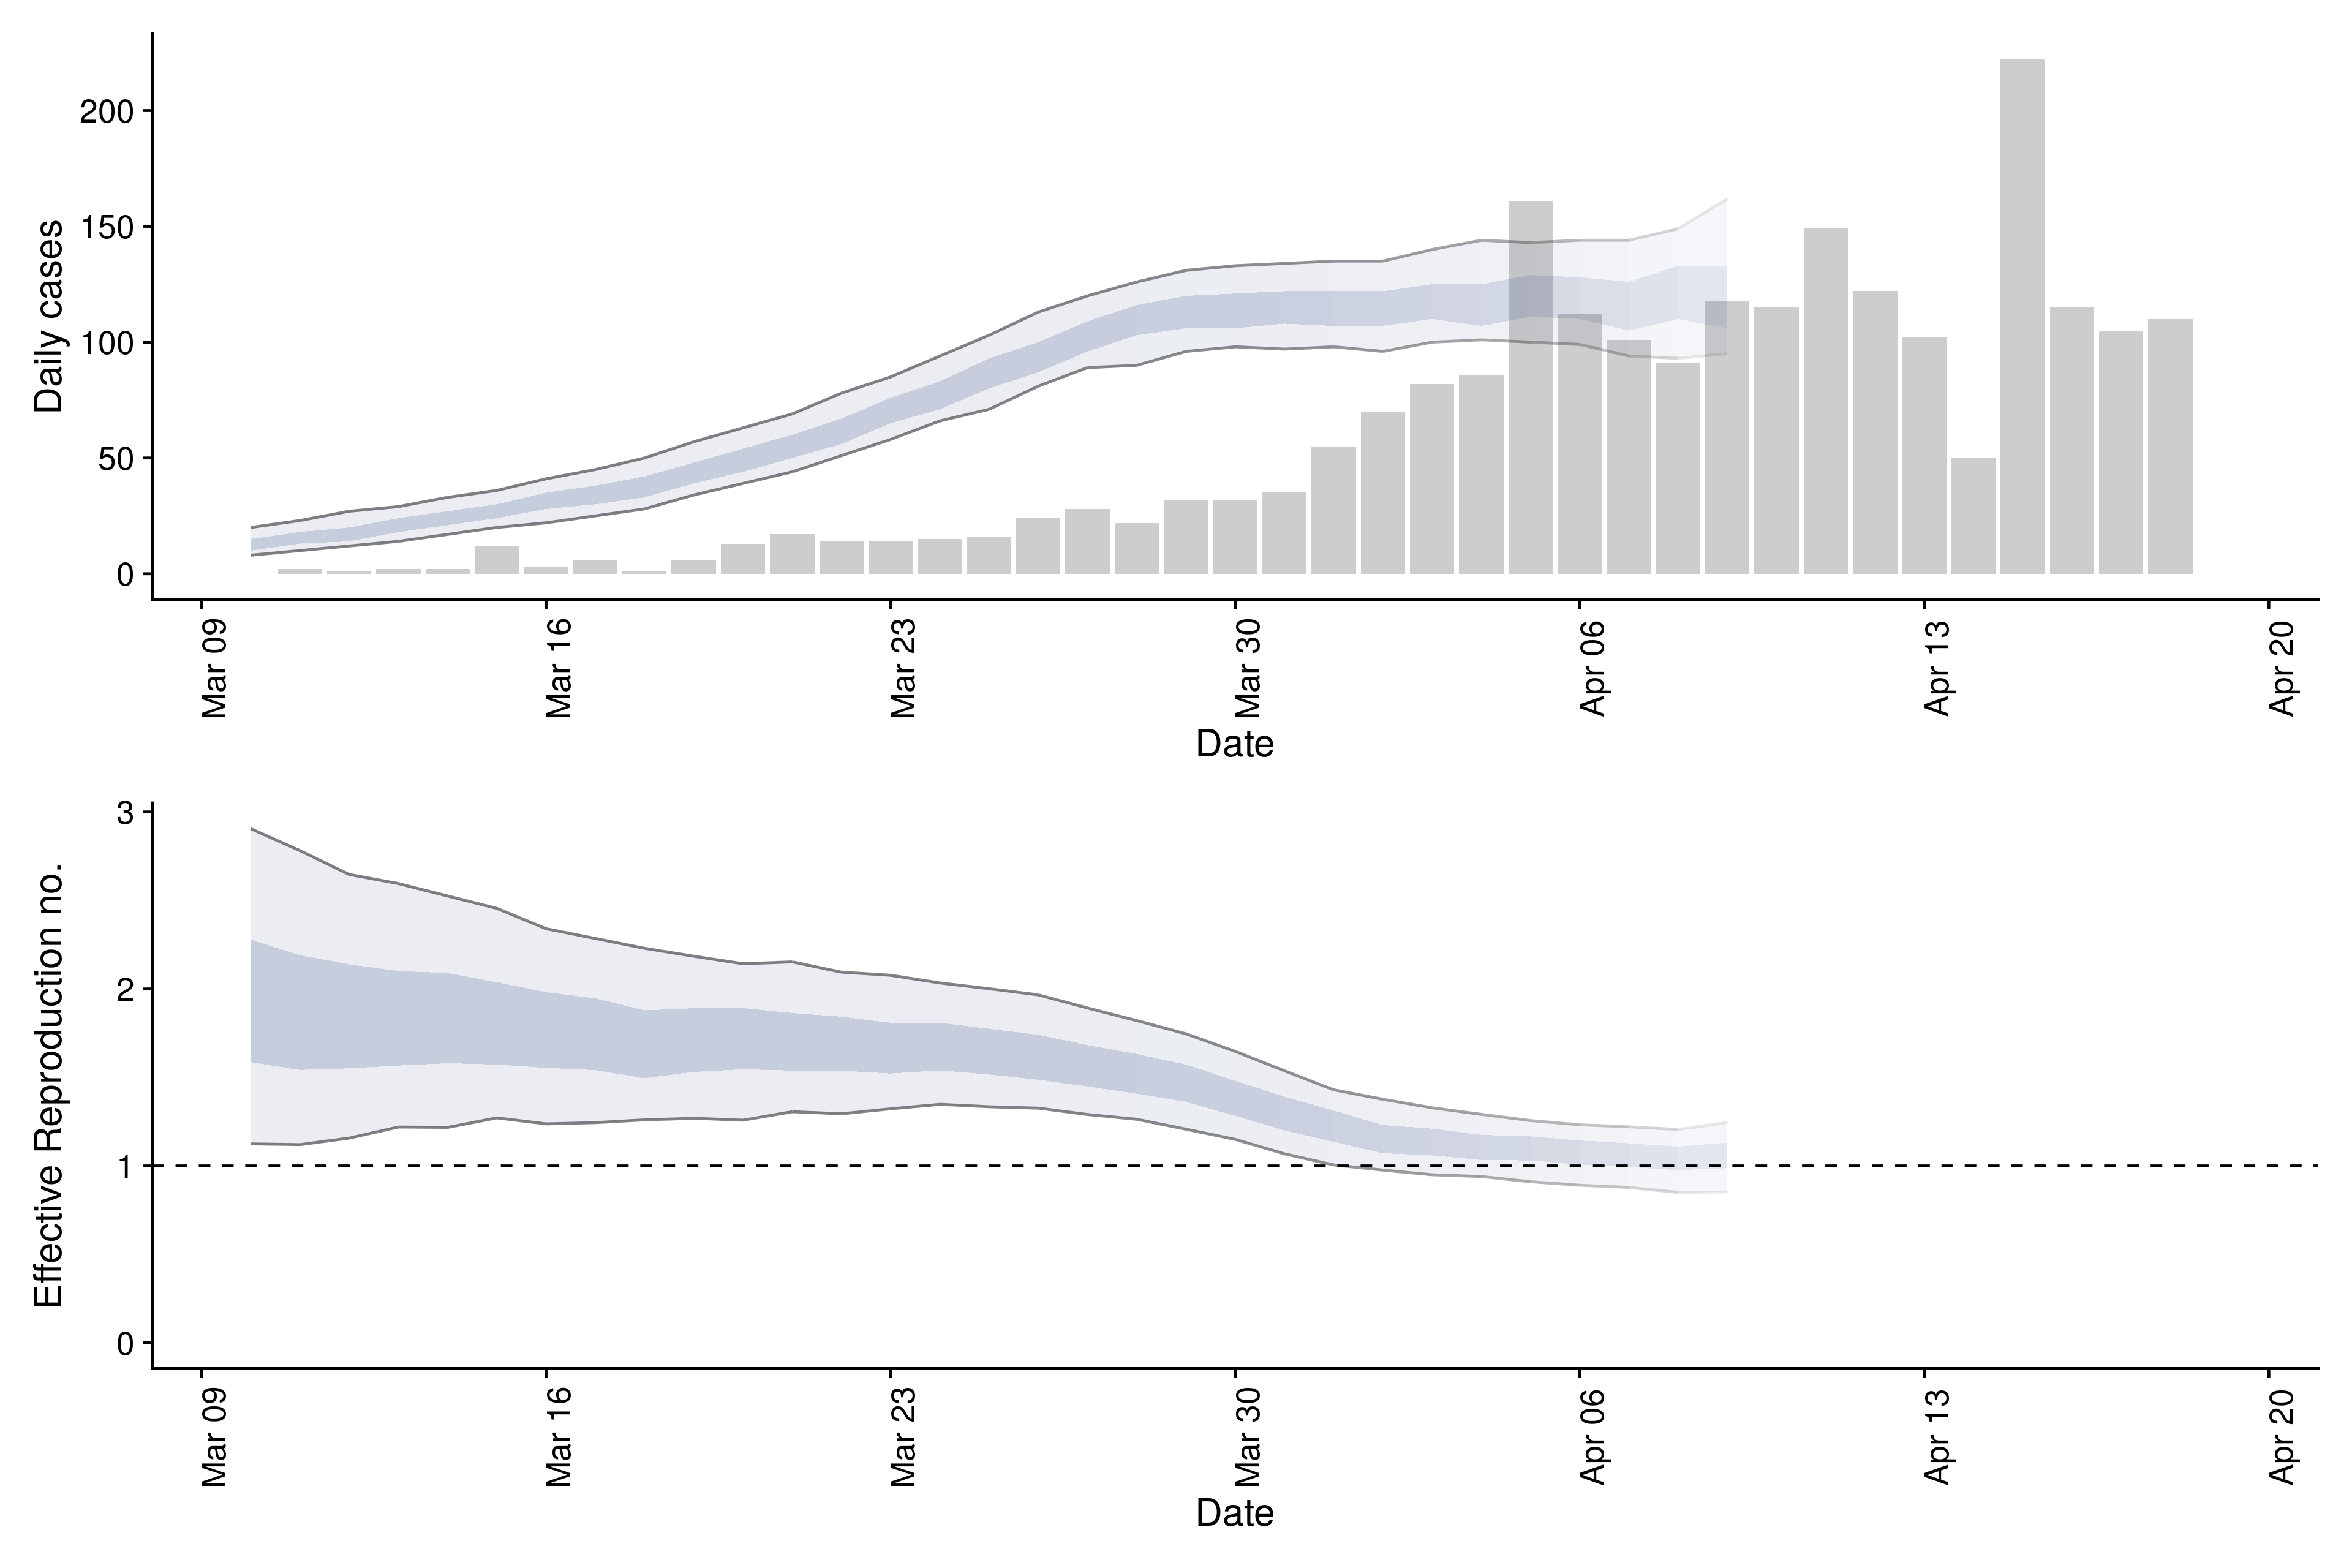 Daily cases
200
150
100
50
0
Mar 09
Mar 16
Mar 23
Mar 30
Apr 06
Apr 13
Apr 20
Date
Effective Reproduction no.
3
2
1
0
Mar 09
Mar 16
Mar 23
Mar 30
Apr 06
Apr 13
Apr 20
Date